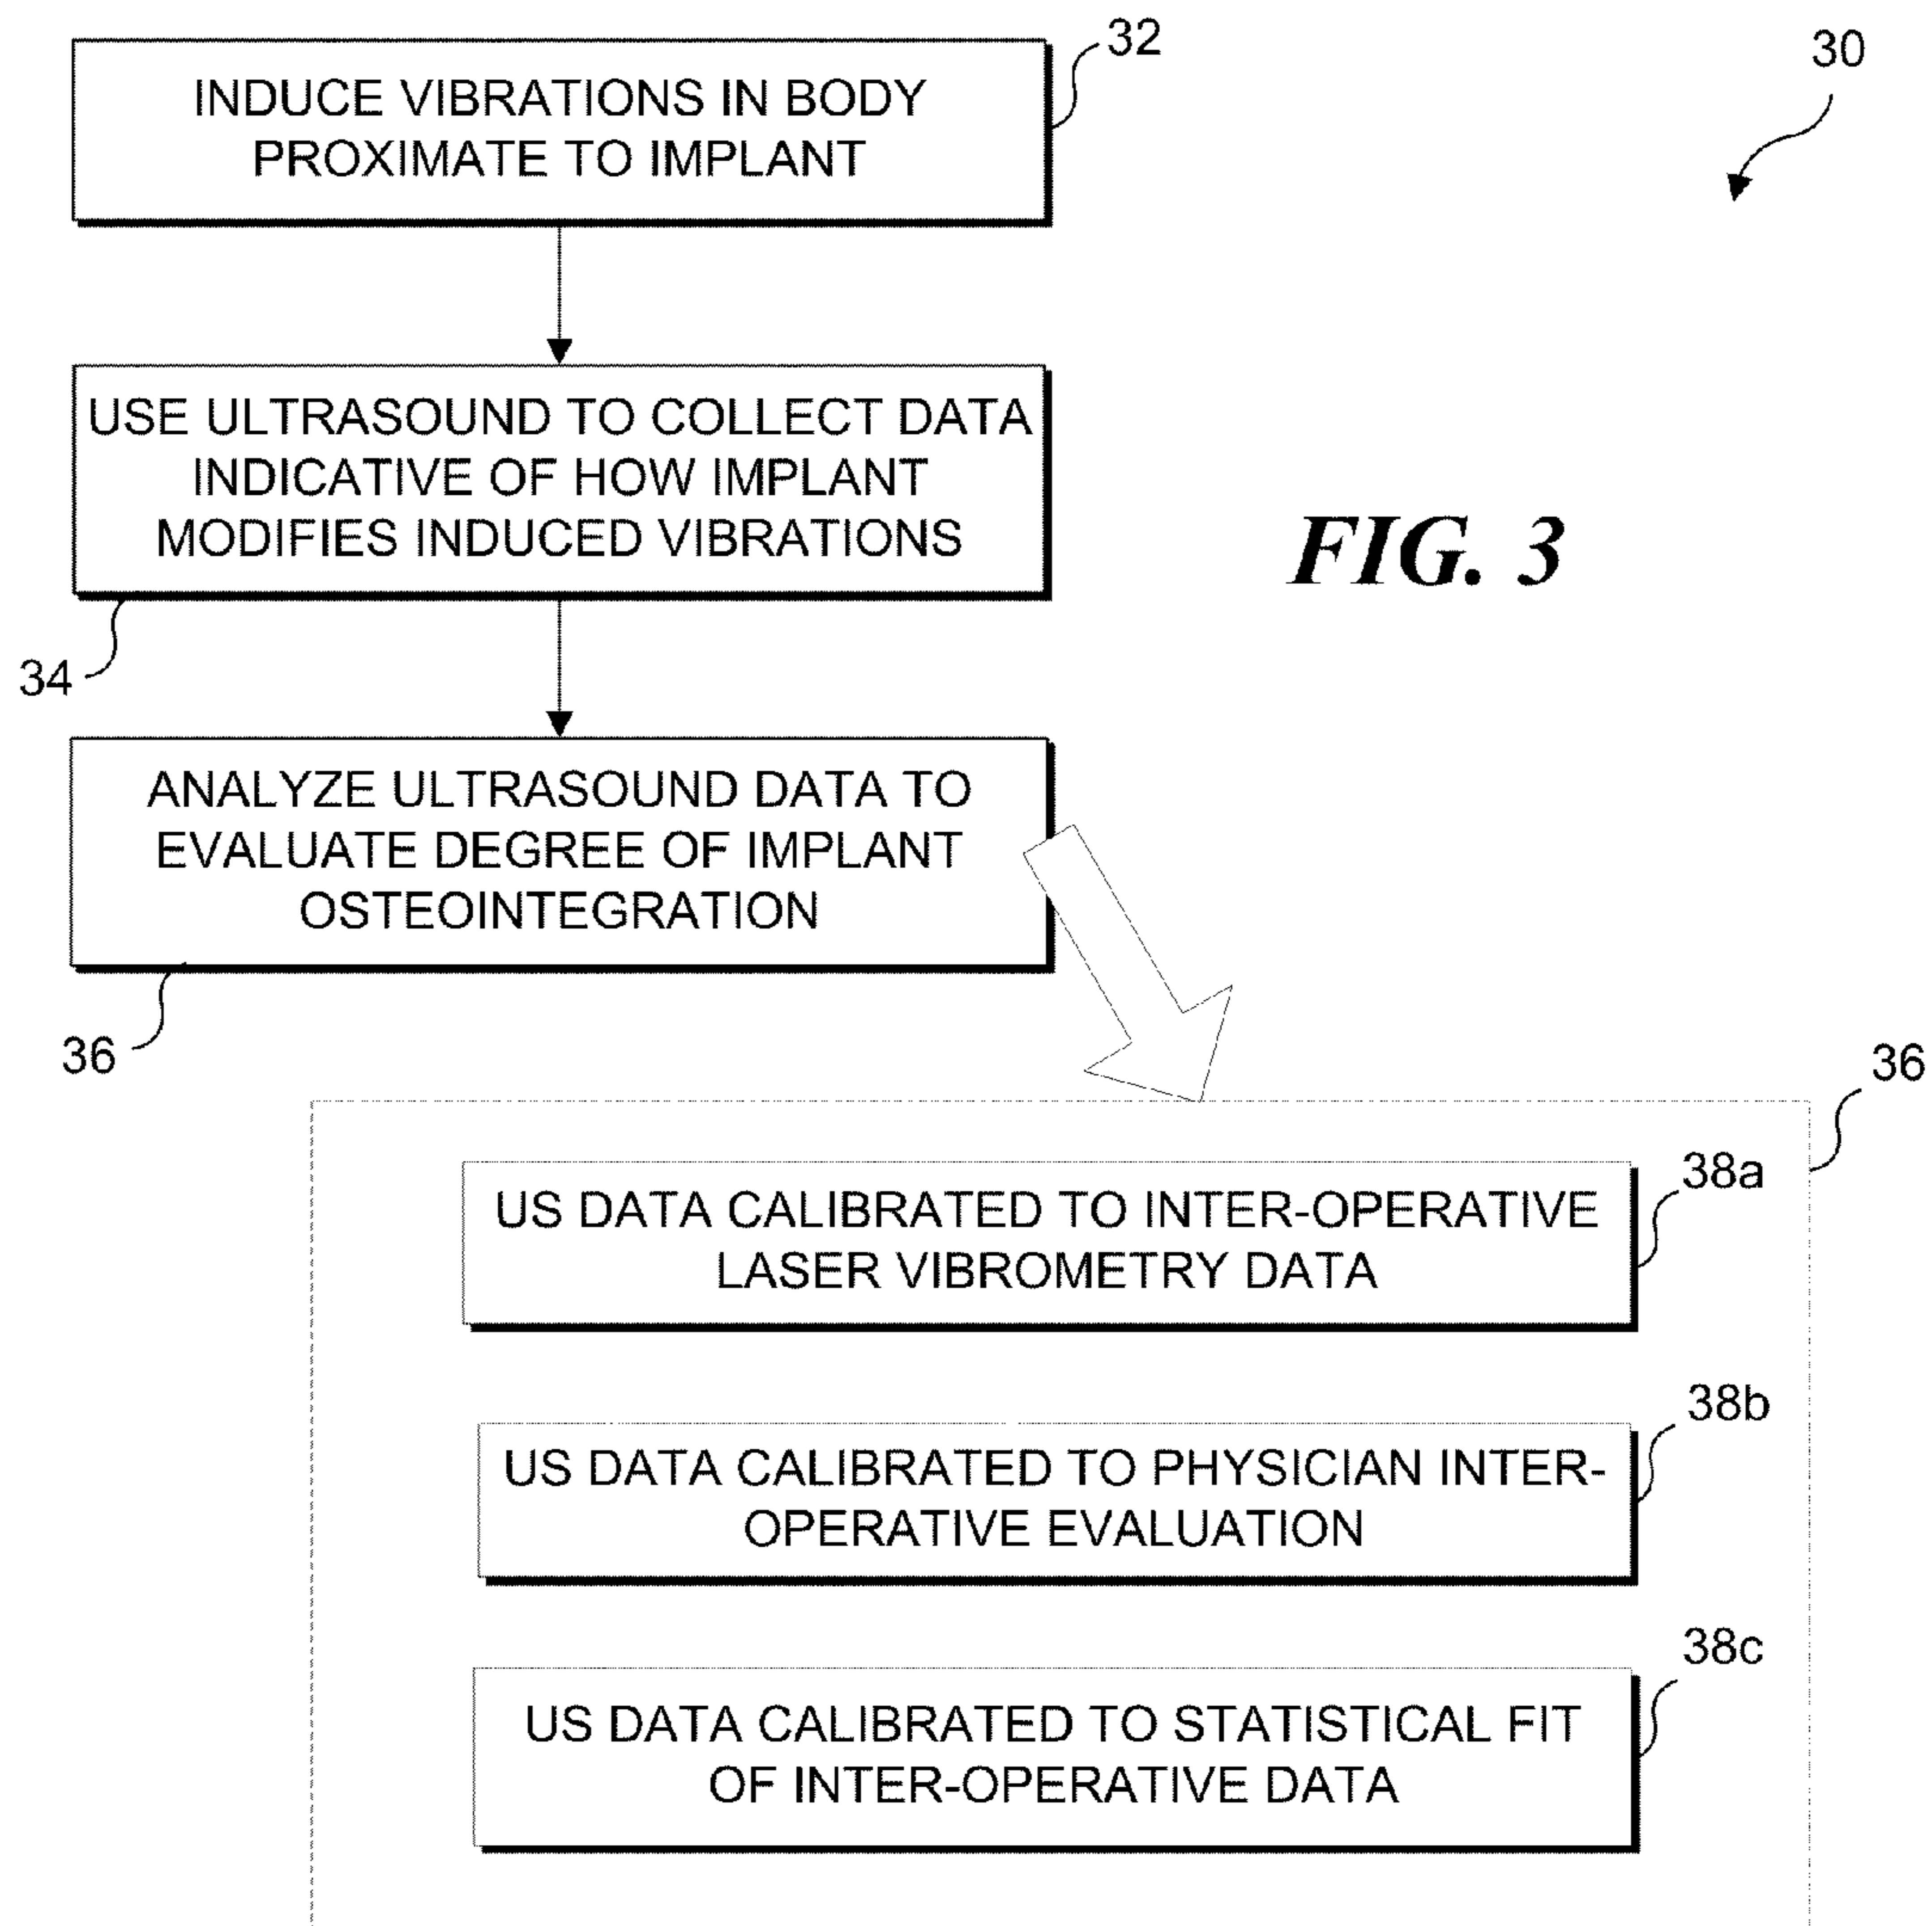 32
30
INDUCE VIBRATIONS IN BODY
PROXIMATE TO IMPLANT
USE ULTRASOUND TO COLLECT DATA
INDICATIVE OF HOW IMPLANT
MODIFIES INDUCED VIBRATIONS
FIG. 3
34
ANALYZE ULTRASOUND DATA TO
EVALUATE DEGREE OF IMPLANT
OSTEOINTEGRATION
36
36
38a
US DATA CALIBRATED TO INTER-OPERATIVE
LASER VIBROMETRY DATA
38b
US DATA CALIBRATED TO PHYSICIAN INTER-
OPERATIVE EVALUATION
38c
US DATA CALIBRATED TO STATISTICAL FIT
OF INTER-OPERATIVE DATA